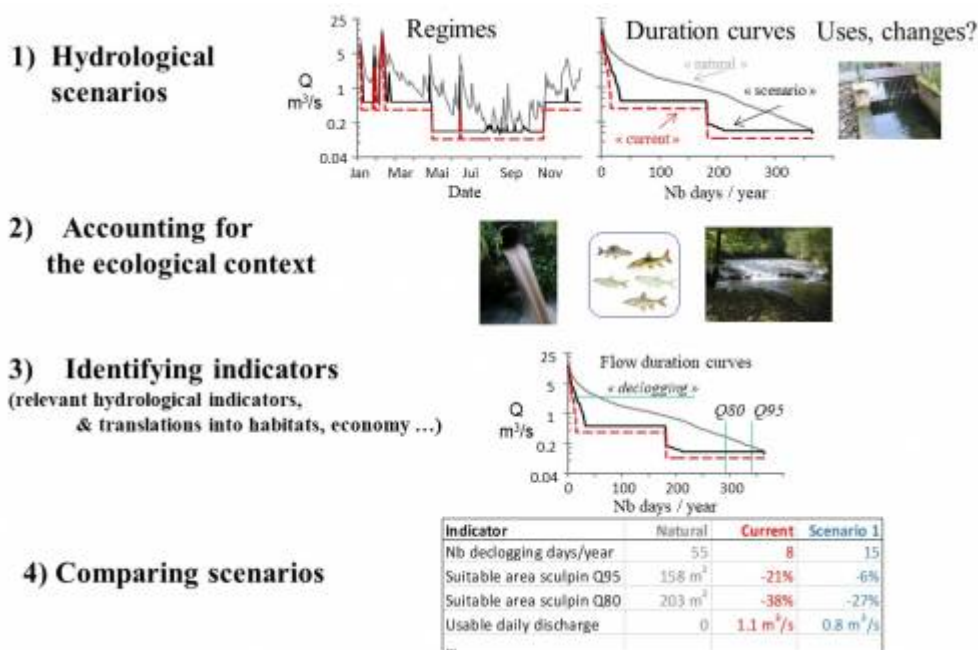 1) Hydrological
scenarios
Regimes
Duration curves
Uses, changes?
25
5
1
0.2
0.04
Q
m³/s
Jan Mar Mai Jul Sep Nov
Date
« natural »
« scenario »
« current »
0 100 200 300
Nb days / year
2) Accounting for
the ecological context
3) Identifying indicators
(relevant hydrological indicators,
& translations into habitats, economy …)
Flow duration curves
« declogging »
Q80 Q95
25
5
1
0.2
0.04
Q
m³/s
0 100 200 300
Nb days / year
4) Comparing scenarios
Indicator Natural Current Scenario 1
Nb declogging days/year 55 8 15
Suitable area sculpin Q95 158 m² -21% -6%
Suitable area sculpin Q80 203 m² -38% -27%
Usable daily discharge 0 1.1 m³/s 0.8 m³/s